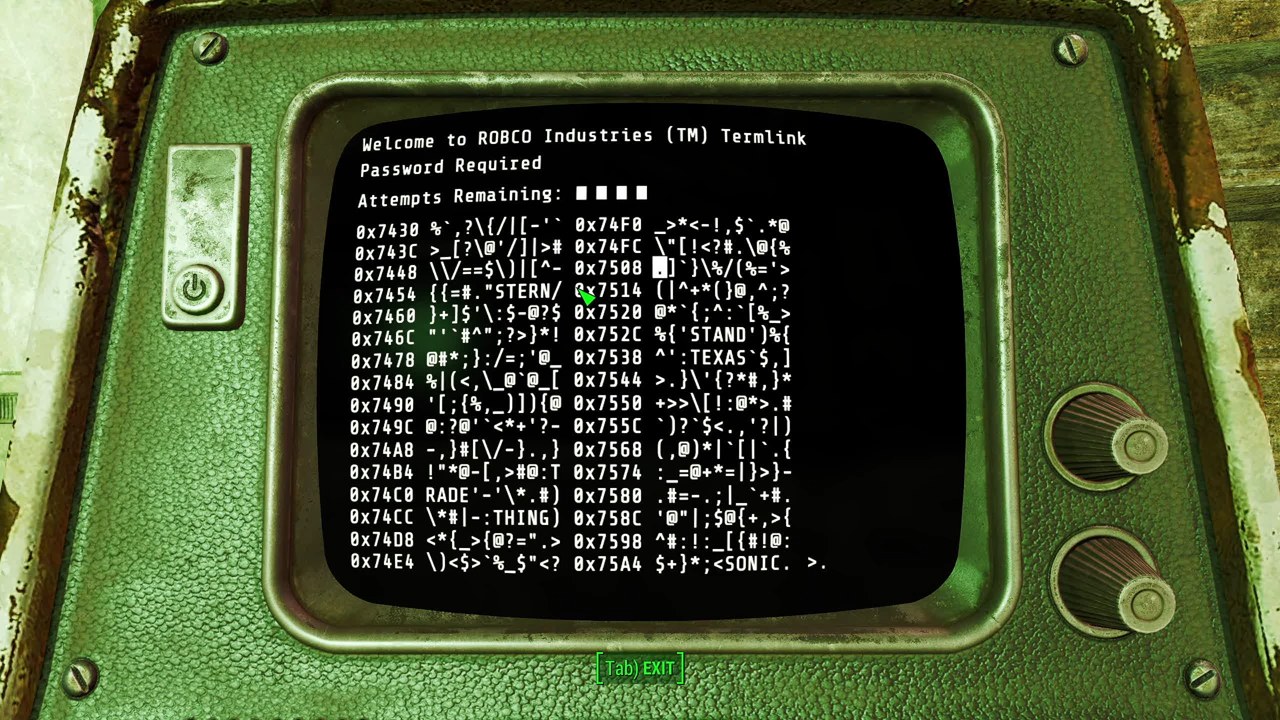 Welcome to ROBCO Industries (TM) Termlink
Password Required
Attempts Remaining: ■ ■ ■ ■
0x7430 %`,?\{/|[-'` 0x74F0 _>*<-!,$`.*@
0x743C >_[?\@'/]|># 0x74FC \"[!<?#.\@{%
0x7448 \\/==$\)|[^- 0x7508 .]`}\%/(%='>
0x7454 {{=#."STERN/ 0x7514 (|^+*(}@,^;?
0x7460 }+]$'\:$-@?$ 0x7520 @*`{;^:`[%_>
0x746C "'`#^";?>}*! 0x752C %{'STAND')%{
0x7478 @#*;}:/=;'@_ 0x7538 ^':TEXAS`$,]
0x7484 %|(<,\_@`@_[ 0x7544 >.}\'{?*#,}*
0x7490 '[;{%,_)]){@ 0x7550 +>>\[!:@*>.#
0x749C @:?@'`<*+'?- 0x755C `)?`$<.,'?|)
0x74A8 -,}#[\/-}.,} 0x7568 (,@)*|`[|`.{
0x74B4 !"*@-[,>#@:T 0x7574 :_=@+*=|}>}-
0x74C0 RADE'-'\*.#) 0x7580 .#=-.;|_`+#.
0x74CC \*#|-:THING) 0x758C '@"|;$@{+,>{
0x74D8 <*{_>{@?=".> 0x7598 ^#:!:_[{#!@:
0x74E4 \)<$>`%_$"<? 0x75A4 $+}*;<SONIC. >.
[Tab) EXIT]